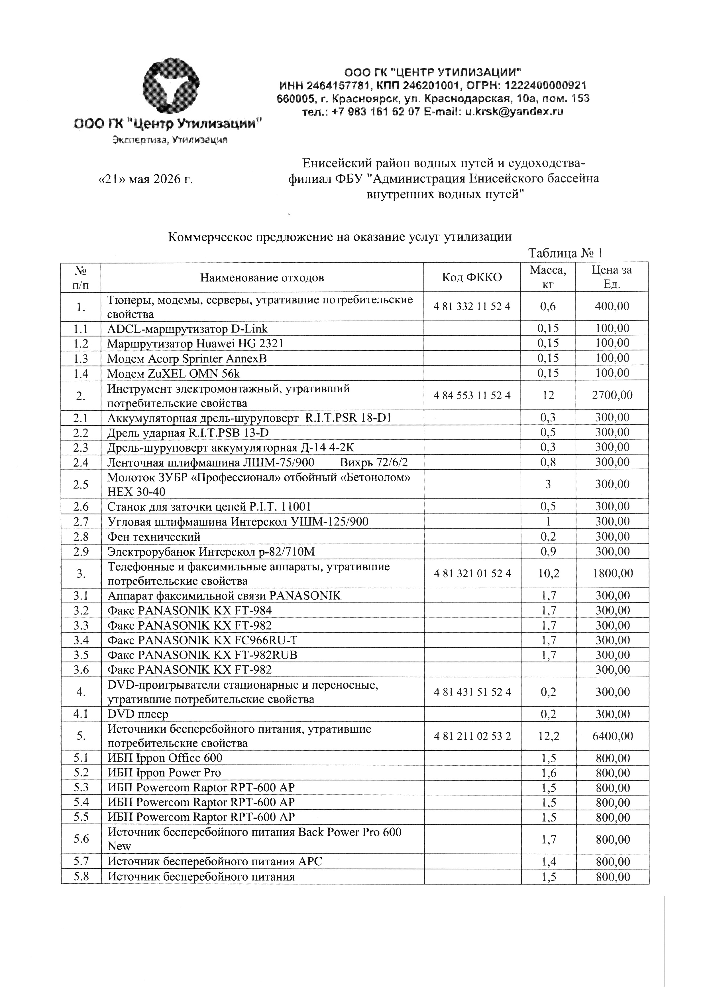 ООО ГК "Центр Утилизации"
Экспертиза, Утилизация
ООО ГК "ЦЕНТР УТИЛИЗАЦИИ"
ИНН 2464157781, КПП 246201001, ОГРН: 1222400000921
660005, г. Красноярск, ул. Краснодарская, 10а, пом. 153
тел.: +7 983 161 62 07 E-mail: u.krsk@yandex.ru
«21» мая 2026 г.
Енисейский район водных путей и судоходства-
филиал ФБУ "Администрация Енисейского бассейна
внутренних водных путей"
Коммерческое предложение на оказание услуг утилизации
Таблица № 1
№ п/п Наименование отходов Код ФККО Масса, кг Цена за Ед.
1. Тюнеры, модемы, серверы, утратившие потребительские
свойства 4 81 332 11 52 4 0,6 400,00
1.1 ADCL-маршрутизатор D-Link 0,15 100,00
1.2 Маршрутизатор Huawei HG 2321 0,15 100,00
1.3 Модем Acorp Sprinter AnnexB 0,15 100,00
1.4 Модем ZuXEL OMN 56k 0,15 100,00
2. Инструмент электромонтажный, утративший
потребительские свойства 4 84 553 11 52 4 12 2700,00
2.1 Аккумуляторная дрель-шуруповерт R.I.T.PSR 18-D1 0,3 300,00
2.2 Дрель ударная R.I.T.PSB 13-D 0,5 300,00
2.3 Дрель-шуруповерт аккумуляторная Д-14 4-2К 0,3 300,00
2.4 Ленточная шлифмашина ЛШМ-75/900 Вихрь 72/6/2 0,8 300,00
2.5 Молоток ЗУБР «Профессионал» отбойный «Бетонолом»
HEX 30-40 3 300,00
2.6 Станок для заточки цепей P.I.T. 11001 0,5 300,00
2.7 Угловая шлифмашина Интерскол УШМ-125/900 1 300,00
2.8 Фен технический 0,2 300,00
2.9 Электрорубанок Интерскол р-82/710М 0,9 300,00
3. Телефонные и факсимильные аппараты, утратившие
потребительские свойства 4 81 321 01 52 4 10,2 1800,00
3.1 Аппарат факсимильной связи PANASONIK 1,7 300,00
3.2 Факс PANASONIK KX FT-984 1,7 300,00
3.3 Факс PANASONIK KX FT-982 1,7 300,00
3.4 Факс PANASONIK KX FC966RU-T 1,7 300,00
3.5 Факс PANASONIK KX FT-982RUB 1,7 300,00
3.6 Факс PANASONIK KX FT-982 300,00
4. DVD-проигрыватели стационарные и переносные,
утратившие потребительские свойства 4 81 431 51 52 4 0,2 300,00
4.1 DVD плеер 0,2 300,00
5. Источники бесперебойного питания, утратившие
потребительские свойства 4 81 211 02 53 2 12,2 6400,00
5.1 ИБП Ippon Office 600 1,5 800,00
5.2 ИБП Ippon Power Pro 1,6 800,00
5.3 ИБП Powercom Raptor RPT-600 AP 1,5 800,00
5.4 ИБП Powercom Raptor RPT-600 AP 1,5 800,00
5.5 ИБП Powercom Raptor RPT-600 AP 1,5 800,00
5.6 Источник бесперебойного питания Back Power Pro 600
New 1,7 800,00
5.7 Источник бесперебойного питания APC 1,4 800,00
5.8 Источник бесперебойного питания 1,5 800,00